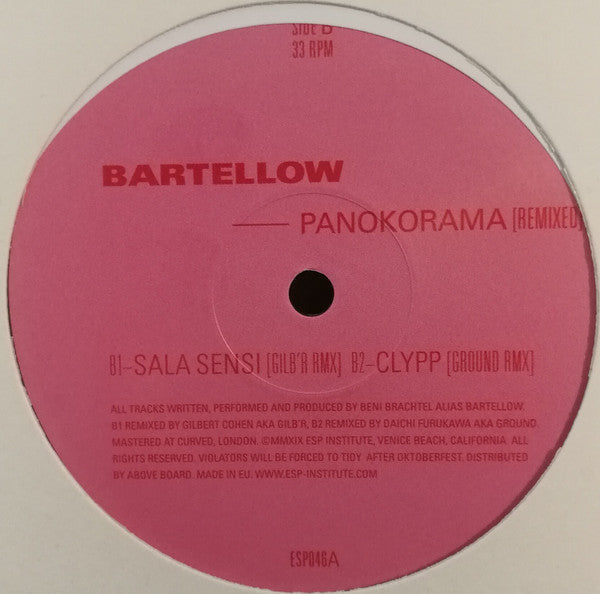 SIDE B
33 RPM
BARTELLOW
PANOKORAMA [REMIXED]
B1–SALA SENSI [GILB'R RMX] B2–CLYPP [GROUND RMX]
ALL TRACKS WRITTEN, PERFORMED AND PRODUCED BY BENI BRACHTEL ALIAS BARTELLOW.
B1 REMIXED BY GILBERT COHEN AKA GILB'R, B2 REMIXED BY DAICHI FURUKAWA AKA GROUND.
MASTERED AT CURVED, LONDON. ©MMXIX ESP INSTITUTE, VENICE BEACH, CALIFORNIA. ALL
RIGHTS RESERVED. VIOLATORS WILL BE FORCED TO TIDY AFTER OKTOBERFEST. DISTRIBUTED
BY ABOVE BOARD. MADE IN EU. WWW.ESP-INSTITUTE.COM
ESP046A